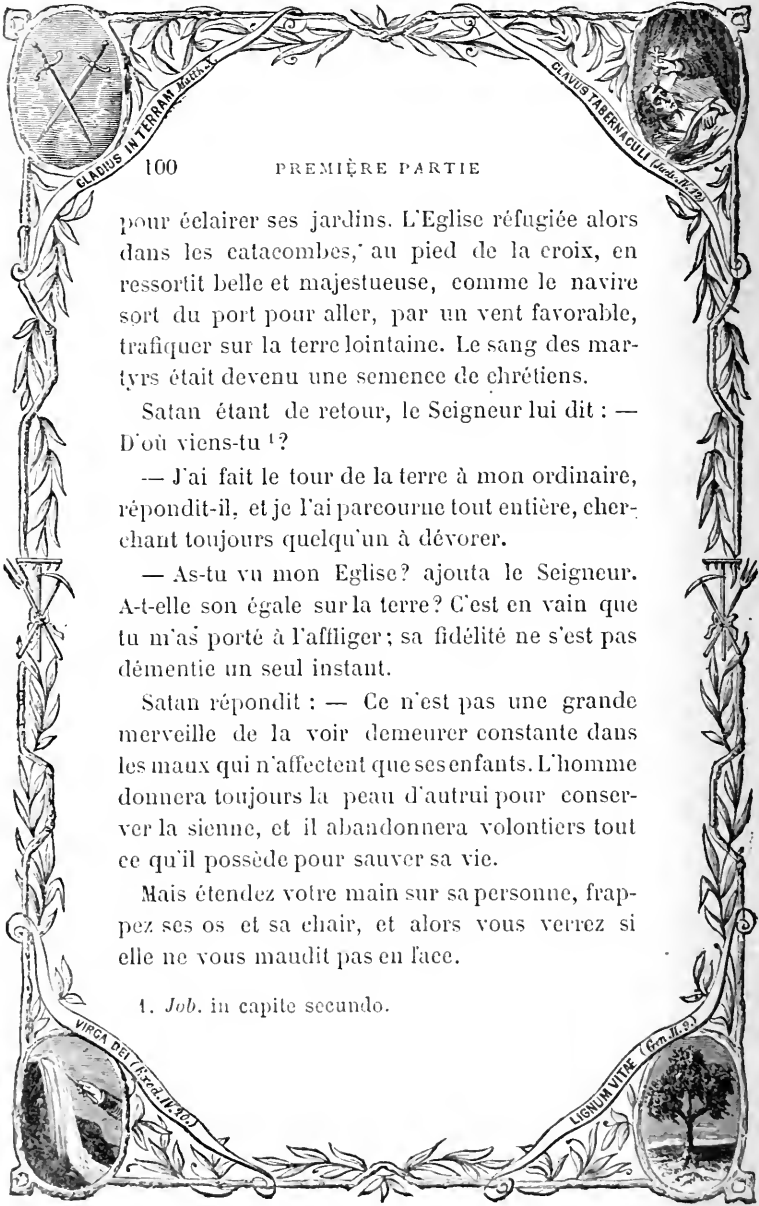 GLADIUS IN TERRAM Matth. X.
CLAVUS TABERNACULI (Judic. IV. 22)
100 PREMIÈRE PARTIE
pour éclairer ses jardins. L'Eglise réfugiée alors
dans les catacombes, au pied de la croix, en
ressortit belle et majestueuse, comme le navire
sort du port pour aller, par un vent favorable,
trafiquer sur la terre lointaine. Le sang des mar-
tyrs était devenu une semence de chrétiens.
Satan étant de retour, le Seigneur lui dit : —
D'où viens-tu ¹?
— J'ai fait le tour de la terre à mon ordinaire,
répondit-il, et je l'ai parcourue tout entière, cher-
chant toujours quelqu'un à dévorer.
— As-tu vu mon Eglise? ajouta le Seigneur.
A-t-elle son égale sur la terre? C'est en vain que
tu m'as porté à l'affliger; sa fidélité ne s'est pas
démentie un seul instant.
Satan répondit : — Ce n'est pas une grande
merveille de la voir demeurer constante dans
les maux qui n'affectent que ses enfants. L'homme
donnera toujours la peau d'autrui pour conser-
ver la sienne, et il abandonnera volontiers tout
ce qu'il possède pour sauver sa vie.
Mais étendez votre main sur sa personne, frap-
pez ses os et sa chair, et alors vous verrez si
elle ne vous maudit pas en face.
1. Job. in capite secundo.
VIRGA DEI (Exod. IV. 20.)
LIGNUM VITAE (Gen. II. 9.)